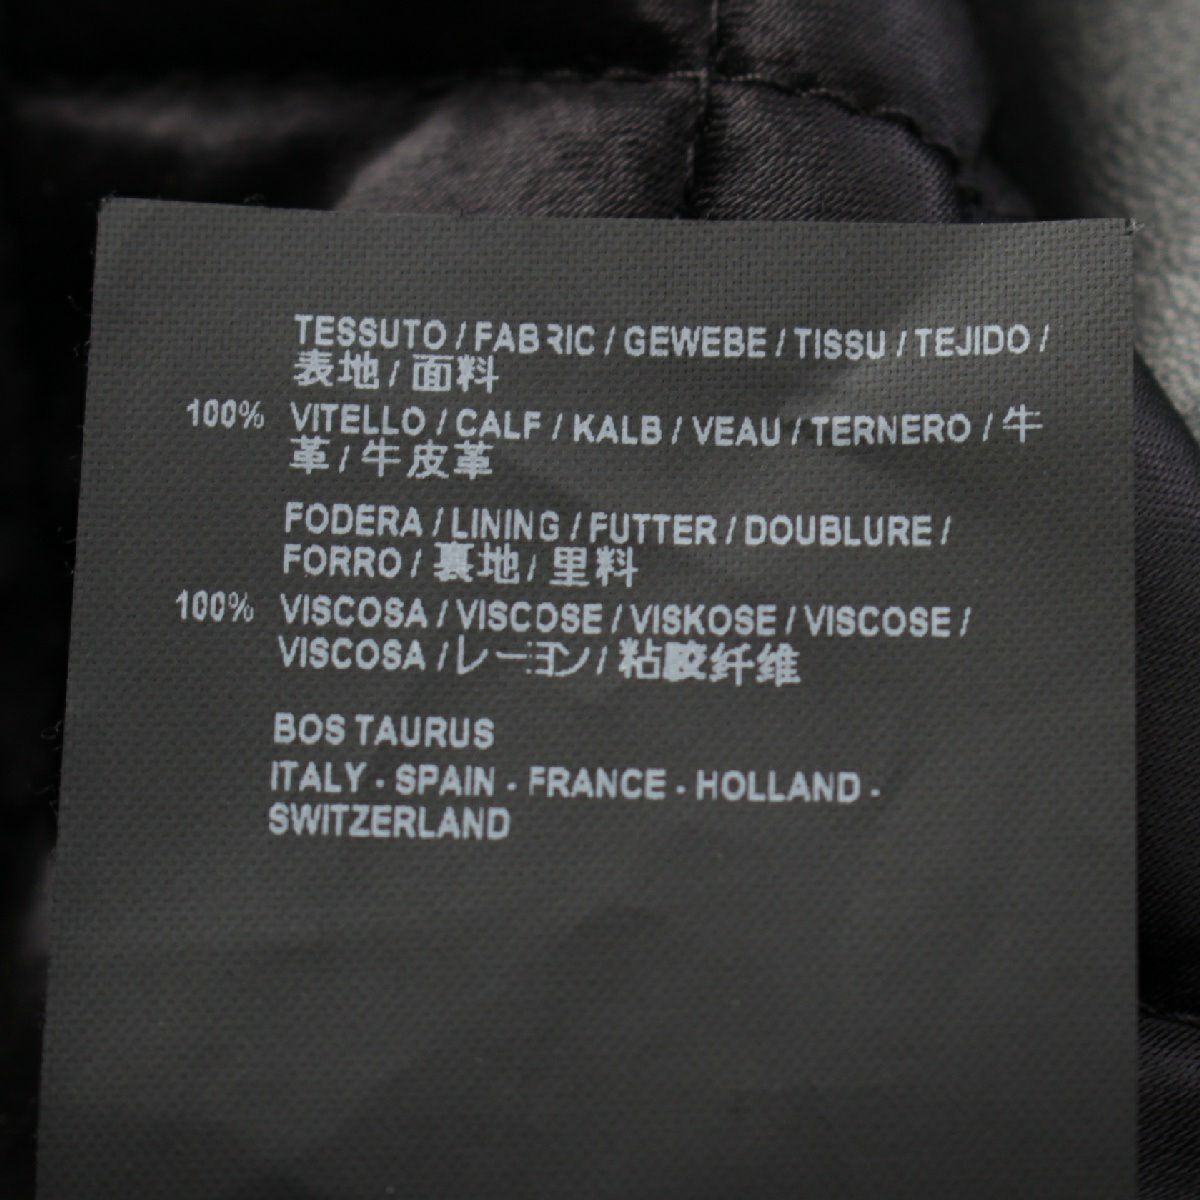 TESSUTO / FABRIC / GEWEBE / TISSU / TEJIDO /
表地 / 面料
100% VITELLO / CALF / KALB / VEAU / TERNERO / 牛
革 / 牛皮革
FODERA / LINING / FUTTER / DOUBLURE /
FORRO / 裏地 / 里料
100% VISCOSA / VISCOSE / VISKOSE / VISCOSE /
VISCOSA / レーヨン / 粘胶纤维
BOS TAURUS
ITALY - SPAIN - FRANCE - HOLLAND -
SWITZERLAND